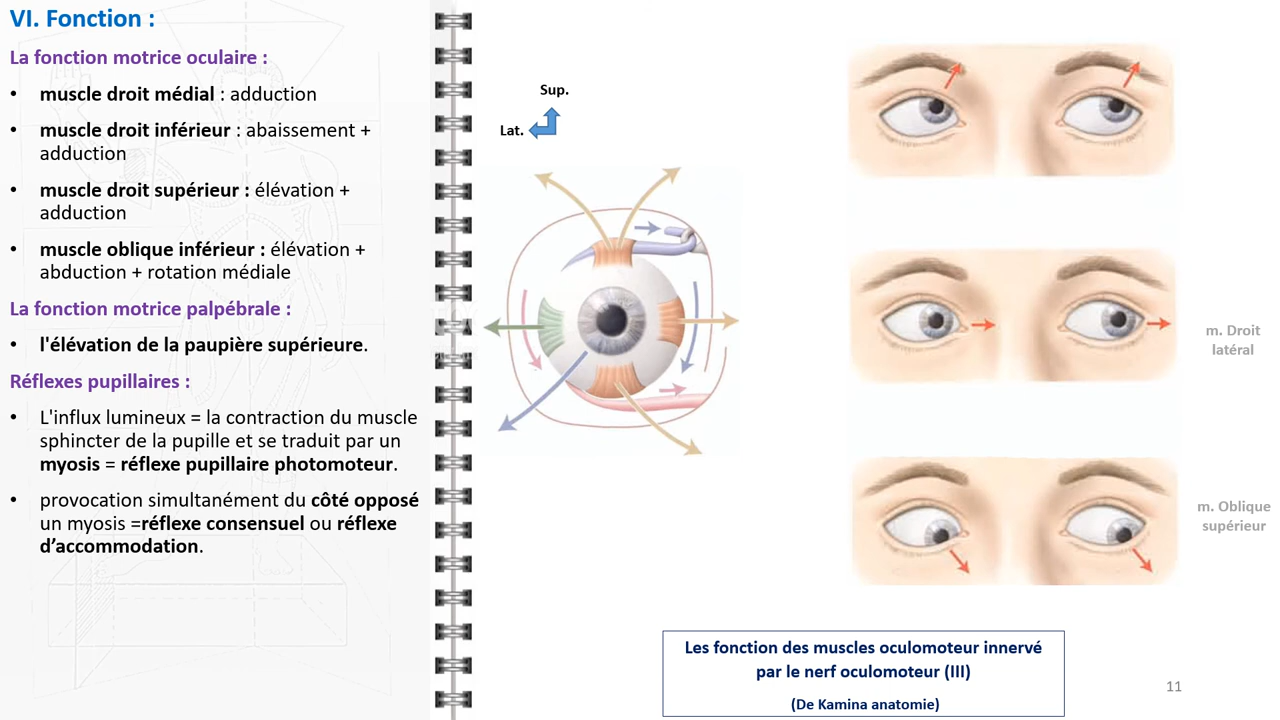 VI. Fonction :
La fonction motrice oculaire :
• muscle droit médial : adduction
• muscle droit inférieur : abaissement +
adduction
• muscle droit supérieur : élévation +
adduction
• muscle oblique inférieur : élévation +
abduction + rotation médiale
La fonction motrice palpébrale :
• l'élévation de la paupière supérieure.
Réflexes pupillaires :
• L'influx lumineux = la contraction du muscle
sphincter de la pupille et se traduit par un
myosis = réflexe pupillaire photomoteur.
• provocation simultanément du côté opposé
un myosis =réflexe consensuel ou réflexe
d’accommodation.
Sup.
Lat.
m. Droit
latéral
m. Oblique
supérieur
Les fonction des muscles oculomoteur innervé
par le nerf oculomoteur (III)
(De Kamina anatomie)
11